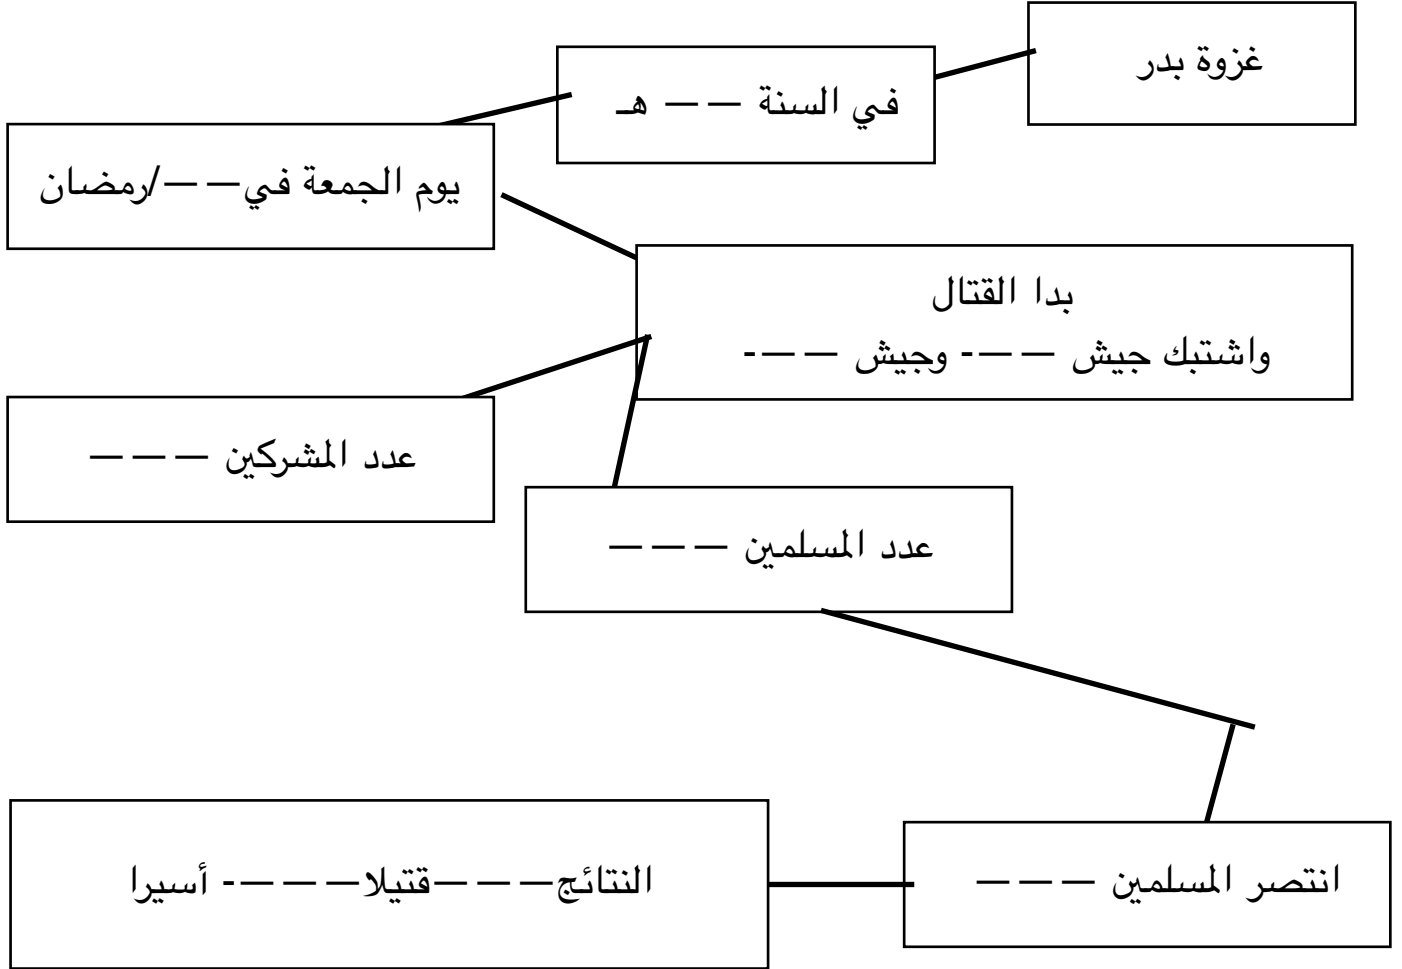 غزوة بدر
في السنة — — هـ
يوم الجمعة في— —/رمضان
بدا القتال
واشتبك جيش — —- وجيش — —-
عدد المشركين — — —
عدد المسلمين — — —
انتصر المسلمين — — —
النتائج— — —قتيلا— — —- أسيرا